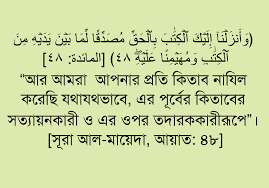 ﴿وَأَنزَلْنَآ إِلَيْكَ ٱلْكِتَٰبَ بِٱلْحَقِّ مُصَدِّقًا لِّمَا بَيْنَ يَدَيْهِ مِنَ
ٱلْكِتَٰبِ وَمُهَيْمِنًا عَلَيْهِۖ ٤٨﴾ [المائدة: ٤٨]
“আর আমরা আপনার প্রতি কিতাব নাযিল
করেছি যথাযথভাবে, এর পূর্বের কিতাবের
সত্যায়নকারী ও এর ওপর তদারককারীরূপে”।
[সূরা আল-মায়েদা, আয়াত: ৪৮]